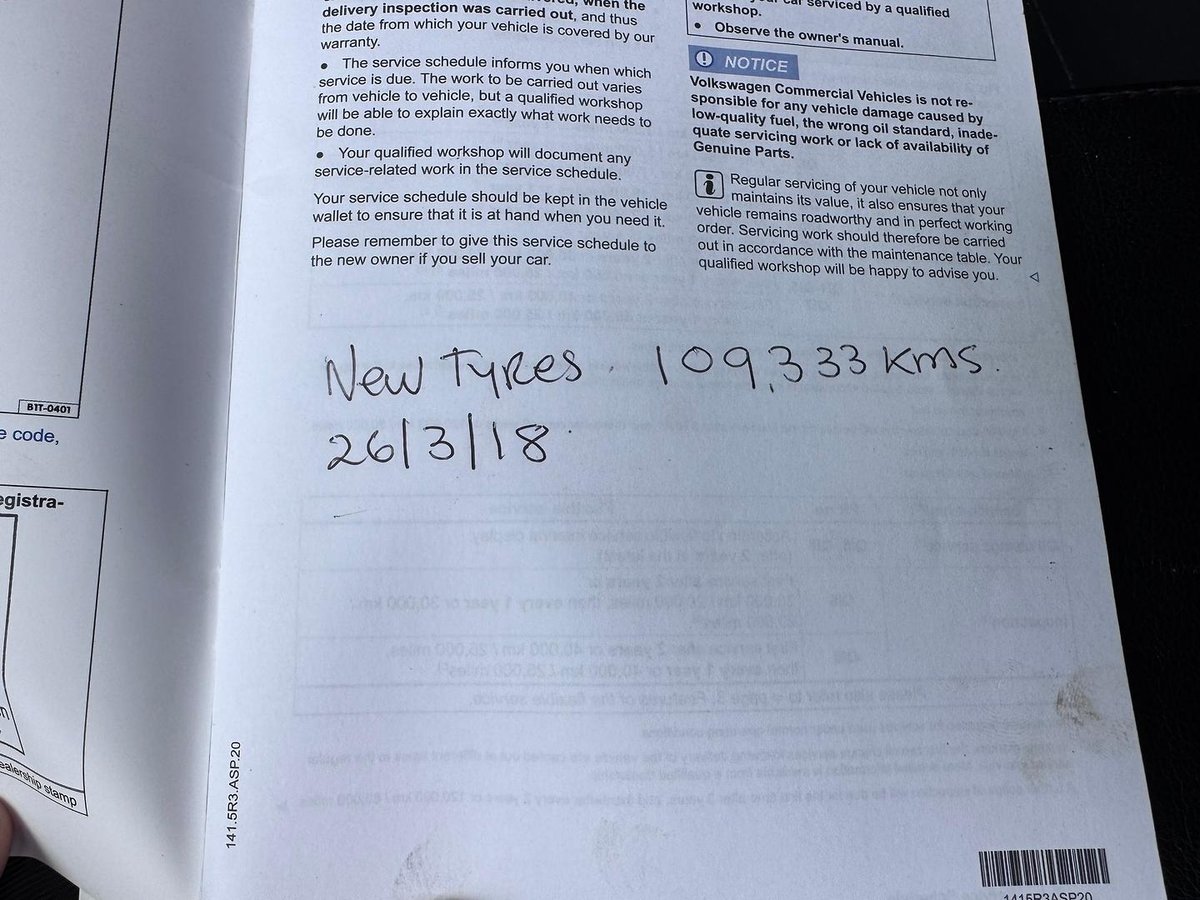 delivery inspection was carried out, and thus
the date from which your vehicle is covered by our
warranty.
• The service schedule informs you when which
service is due. The work to be carried out varies
from vehicle to vehicle, but a qualified workshop
will be able to explain exactly what work needs to
be done.
• Your qualified workshop will document any
service-related work in the service schedule.
Your service schedule should be kept in the vehicle
wallet to ensure that it is at hand when you need it.
Please remember to give this service schedule to
the new owner if you sell your car.
car serviced by a qualified
workshop.
• Observe the owner's manual.
NOTICE
Volkswagen Commercial Vehicles is not re-
sponsible for any vehicle damage caused by
low-quality fuel, the wrong oil standard, inade-
quate servicing work or lack of availability of
Genuine Parts.
Regular servicing of your vehicle not only
maintains its value, it also ensures that your
vehicle remains roadworthy and in perfect working
order. Servicing work should therefore be carried
out in accordance with the maintenance table. Your
qualified workshop will be happy to advise you.
New Tyres. 109,333 kms.
26/3/18
B1T-0401
e code,
egistra-
ealership stamp
141.5R3.ASP.20
1415R3ASP20